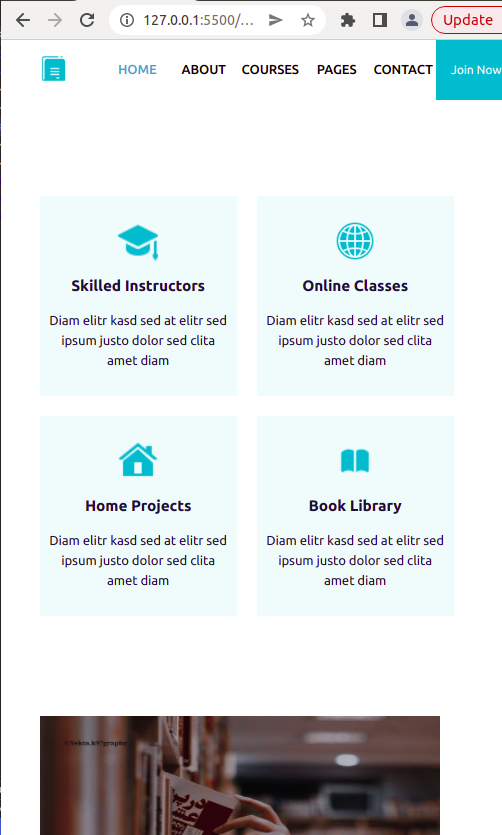 127.0.0.1:5500/...
Update
HOME ABOUT COURSES PAGES CONTACT Join Now
Skilled Instructors
Diam elitr kasd sed at elitr sed
ipsum justo dolor sed clita
amet diam
Online Classes
Diam elitr kasd sed at elitr sed
ipsum justo dolor sed clita
amet diam
Home Projects
Diam elitr kasd sed at elitr sed
ipsum justo dolor sed clita
amet diam
Book Library
Diam elitr kasd sed at elitr sed
ipsum justo dolor sed clita
amet diam